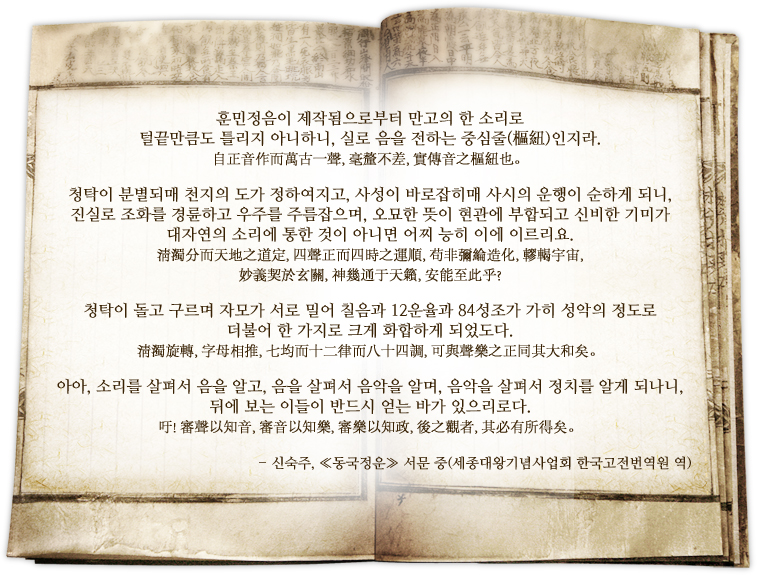 훈민정음이 제작됨으로부터 만고의 한 소리로
털끝만큼도 틀리지 아니하니, 실로 음을 전하는 중심줄(樞紐)인지라.
自正音作而萬古一聲, 毫釐不差, 實傳音之樞紐也。
청탁이 분별되매 천지의 도가 정하여지고, 사성이 바로잡히매 사시의 운행이 순하게 되니,
진실로 조화를 경륜하고 우주를 주름잡으며, 오묘한 뜻이 현관에 부합되고 신비한 기미가
대자연의 소리에 통한 것이 아니면 어찌 능히 이에 이르리요.
淸濁分而天地之道定, 四聲正而四時之運順, 苟非彌綸造化, 轇轕宇宙,
妙義契於玄關, 神幾通于天籟, 安能至此乎?
청탁이 돌고 구르며 자모가 서로 밀어 칠음과 12운율과 84성조가 가히 성악의 정도로
더불어 한 가지로 크게 화합하게 되었도다.
淸濁旋轉, 字母相推, 七均而十二律而八十四調, 可與聲樂之正同其大和矣。
아아, 소리를 살펴서 음을 알고, 음을 살펴서 음악을 알며, 음악을 살펴서 정치를 알게 되나니,
뒤에 보는 이들이 반드시 얻는 바가 있으리로다.
吁! 審聲以知音, 審音以知樂, 審樂以知政, 後之觀者, 其必有所得矣。
– 신숙주, ≪동국정운≫ 서문 중(세종대왕기념사업회 한국고전번역원 역)